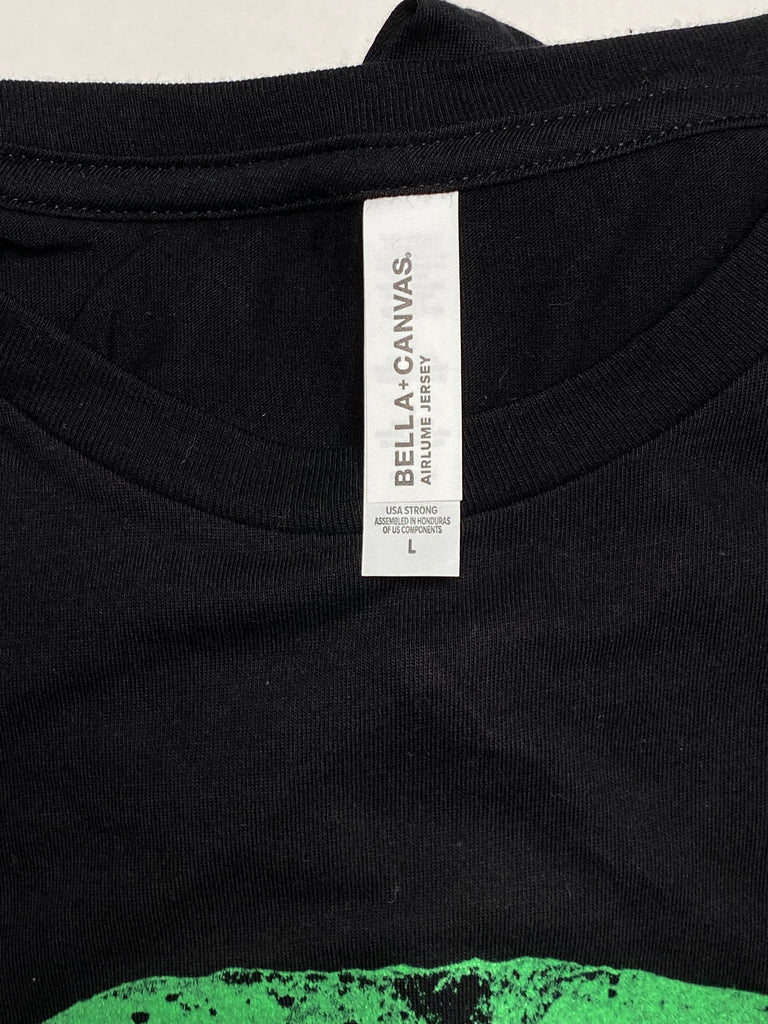 BELLA+CANVAS®
AIRLUME JERSEY
USA STRONG
ASSEMBLED IN HONDURAS
OF US COMPONENTS
L